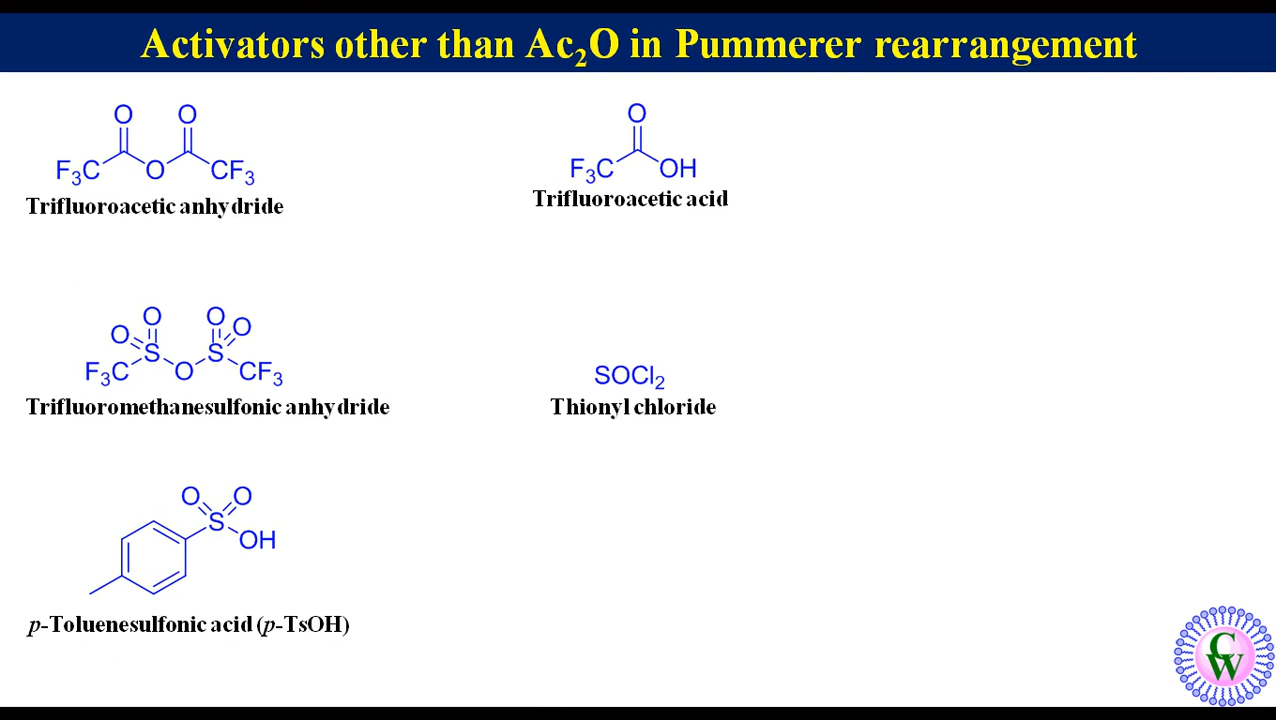 Activators other than Ac₂O in Pummerer rearrangement
O O
F₃C O CF₃
Trifluoroacetic anhydride
O
F₃C OH
Trifluoroacetic acid
O O O O
S S
F₃C O CF₃
Trifluoromethanesulfonic anhydride
SOCl₂
Thionyl chloride
O O
S
OH
p-Toluenesulfonic acid (p-TsOH)
CW